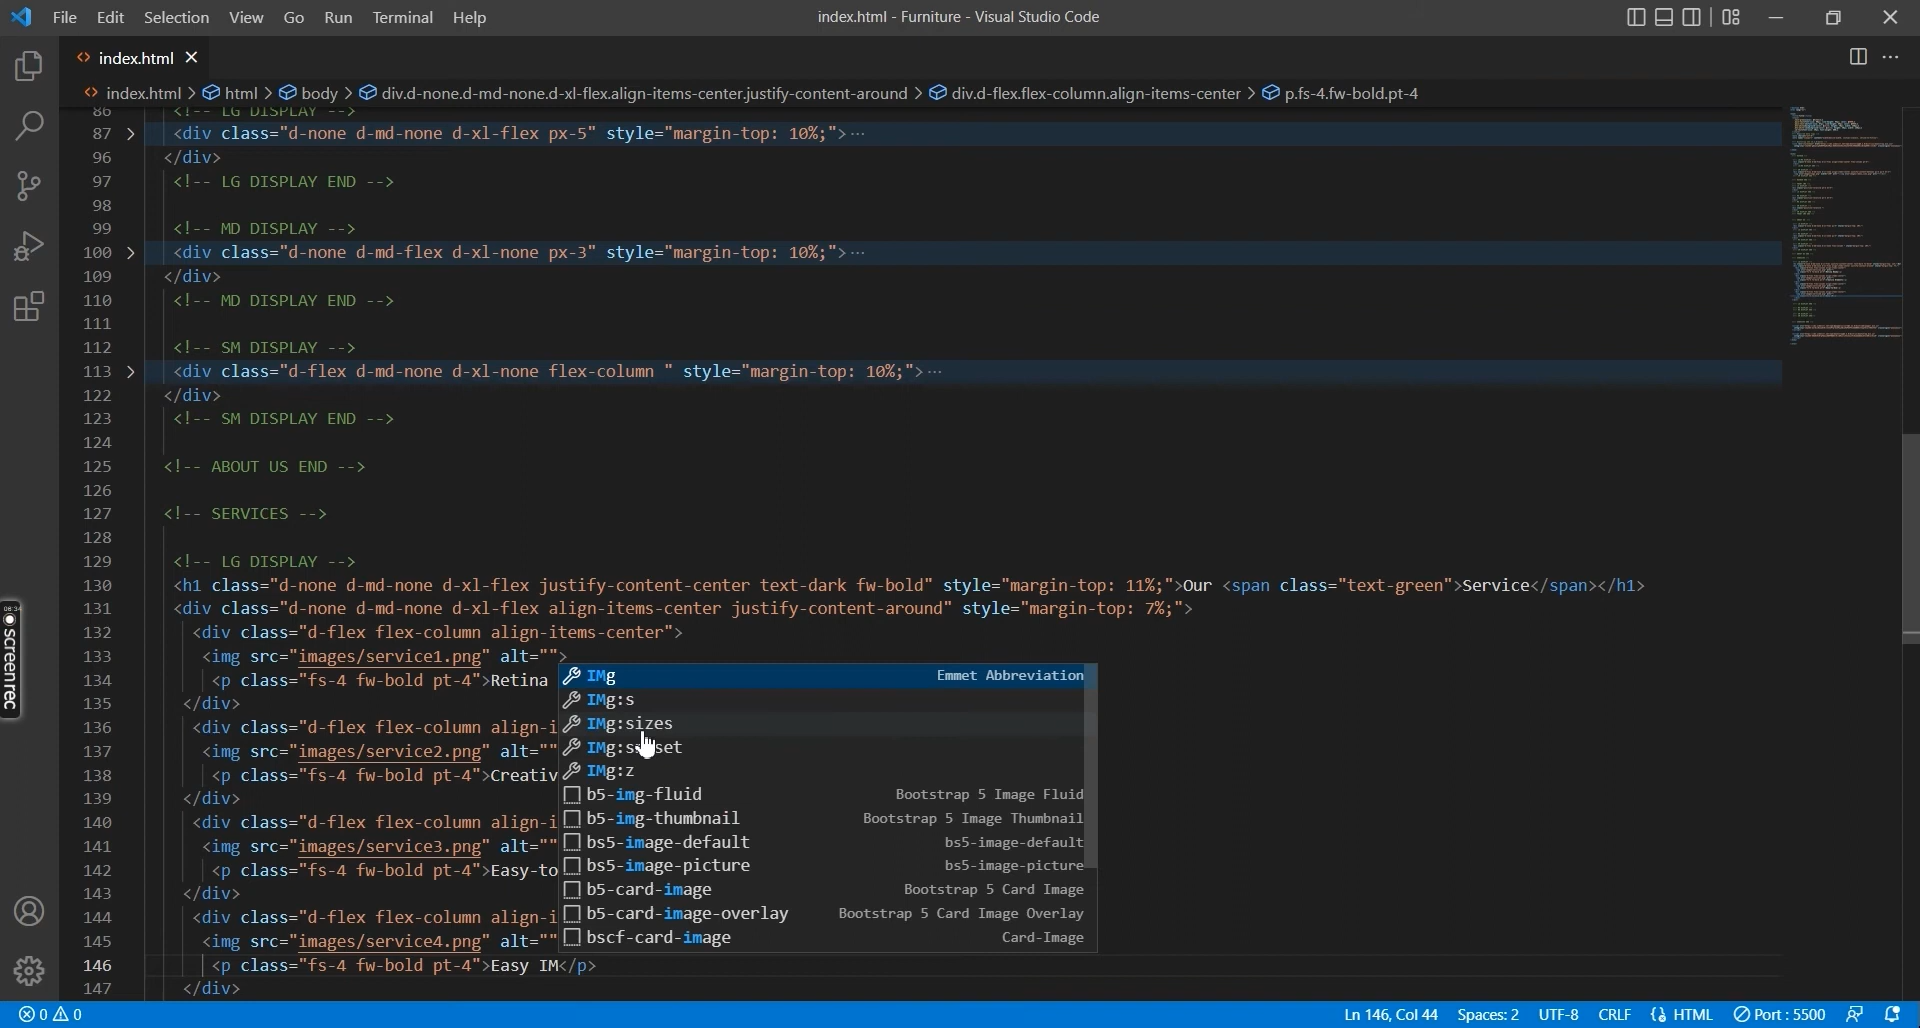 File Edit Selection View Go Run Terminal Help
index.html - Furniture - Visual Studio Code
index.html
index.html > html > body > div.d-none.d-md-none.d-xl-flex.align-items-center.justify-content-around > div.d-flex.flex-column.align-items-center > p.fs-4.fw-bold.pt-4
86 <!-- LG DISPLAY -->
87 <div class="d-none d-md-none d-xl-flex px-5" style="margin-top: 10%;">…
96 </div>
97 <!-- LG DISPLAY END -->
98
99 <!-- MD DISPLAY -->
100 <div class="d-none d-md-flex d-xl-none px-3" style="margin-top: 10%;">…
109 </div>
110 <!-- MD DISPLAY END -->
111
112 <!-- SM DISPLAY -->
113 <div class="d-flex d-md-none d-xl-none flex-column " style="margin-top: 10%;">…
122 </div>
123 <!-- SM DISPLAY END -->
124
125 <!-- ABOUT US END -->
126
127 <!-- SERVICES -->
128
129 <!-- LG DISPLAY -->
130 <h1 class="d-none d-md-none d-xl-flex justify-content-center text-dark fw-bold" style="margin-top: 11%;">Our <span class="text-green">Service</span></h1>
131 <div class="d-none d-md-none d-xl-flex align-items-center justify-content-around" style="margin-top: 7%;">
132 <div class="d-flex flex-column align-items-center">
133 <img src="images/service1.png" alt="">
134 <p class="fs-4 fw-bold pt-4">Retina
135 </div>
136 <div class="d-flex flex-column align-i
137 <img src="images/service2.png" alt=""
138 <p class="fs-4 fw-bold pt-4">Creativ
139 </div>
140 <div class="d-flex flex-column align-i
141 <img src="images/service3.png" alt=""
142 <p class="fs-4 fw-bold pt-4">Easy-to
143 </div>
144 <div class="d-flex flex-column align-i
145 <img src="images/service4.png" alt=""
146 <p class="fs-4 fw-bold pt-4">Easy IM</p>
147 </div>
IMg Emmet Abbreviation
IMg:s
IMg:sizes
IMg:s set
IMg:z
b5-img-fluid Bootstrap 5 Image Fluid
b5-img-thumbnail Bootstrap 5 Image Thumbnail
bs5-image-default bs5-image-default
bs5-image-picture bs5-image-picture
b5-card-image Bootstrap 5 Card Image
b5-card-image-overlay Bootstrap 5 Card Image Overlay
bscf-card-image Card-Image
06:34
screenrec
0 0
Ln 146, Col 44 Spaces: 2 UTF-8 CRLF HTML Port : 5500